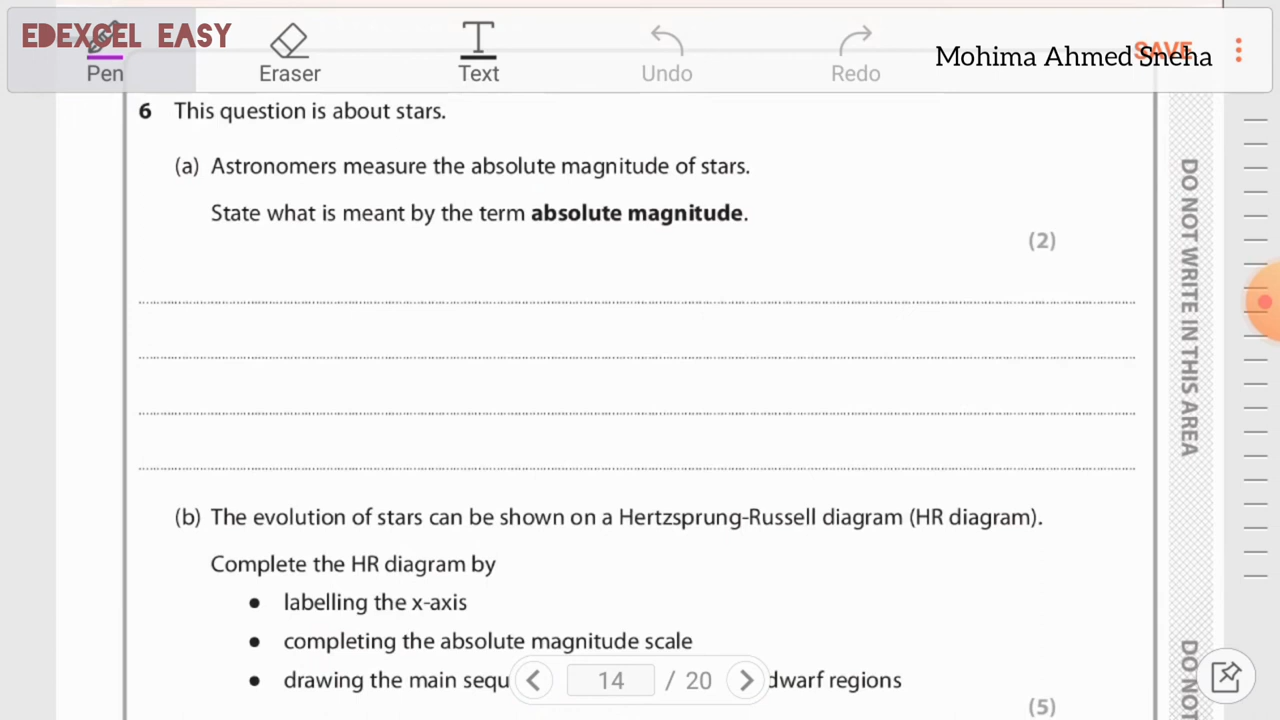 EDEXCEL EASY
Pen
Eraser
Text
Undo
Redo
Mohima Ahmed Sneha
SAVE
6 This question is about stars.
(a) Astronomers measure the absolute magnitude of stars.
State what is meant by the term absolute magnitude.
(2)
(b) The evolution of stars can be shown on a Hertzsprung-Russell diagram (HR diagram).
Complete the HR diagram by
• labelling the x-axis
• completing the absolute magnitude scale
• drawing the main dwarf regions
14 / 20
(5)
DO NOT WRITE IN THIS AREA
DO NOT